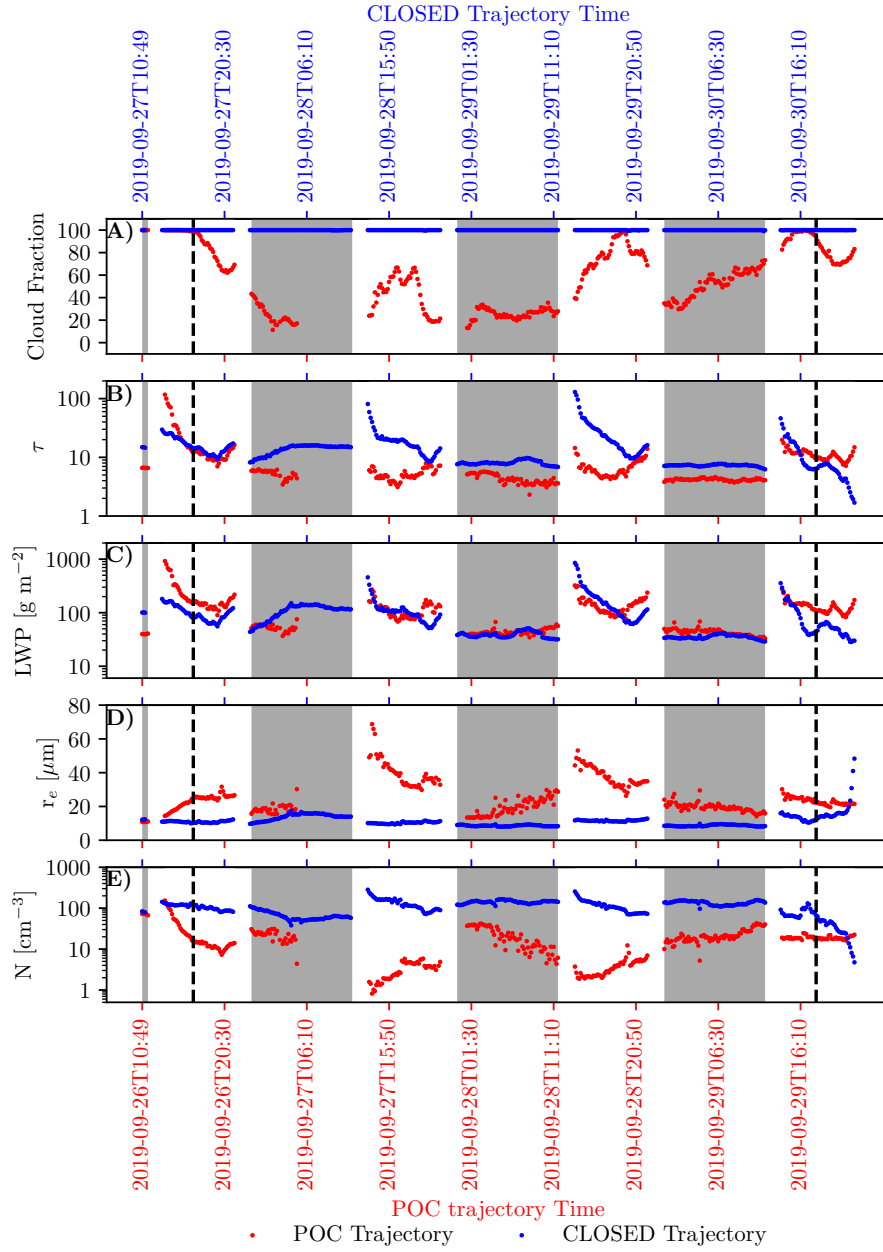 CLOSED Trajectory Time
2019-09-27T10:49
2019-09-27T20:30
2019-09-28T06:10
2019-09-28T15:50
2019-09-29T01:30
2019-09-29T11:10
2019-09-29T20:50
2019-09-30T06:30
2019-09-30T16:10
A)
Cloud Fraction
100
80
60
40
20
0
B)
τ
100
10
1
C)
LWP [g m⁻²]
1000
100
10
D)
rₑ [μm]
80
60
40
20
0
E)
N [cm⁻³]
1000
100
10
1
2019-09-26T10:49
2019-09-26T20:30
2019-09-27T06:10
2019-09-27T15:50
2019-09-28T01:30
2019-09-28T11:10
2019-09-28T20:50
2019-09-29T06:30
2019-09-29T16:10
POC trajectory Time
POC Trajectory CLOSED Trajectory